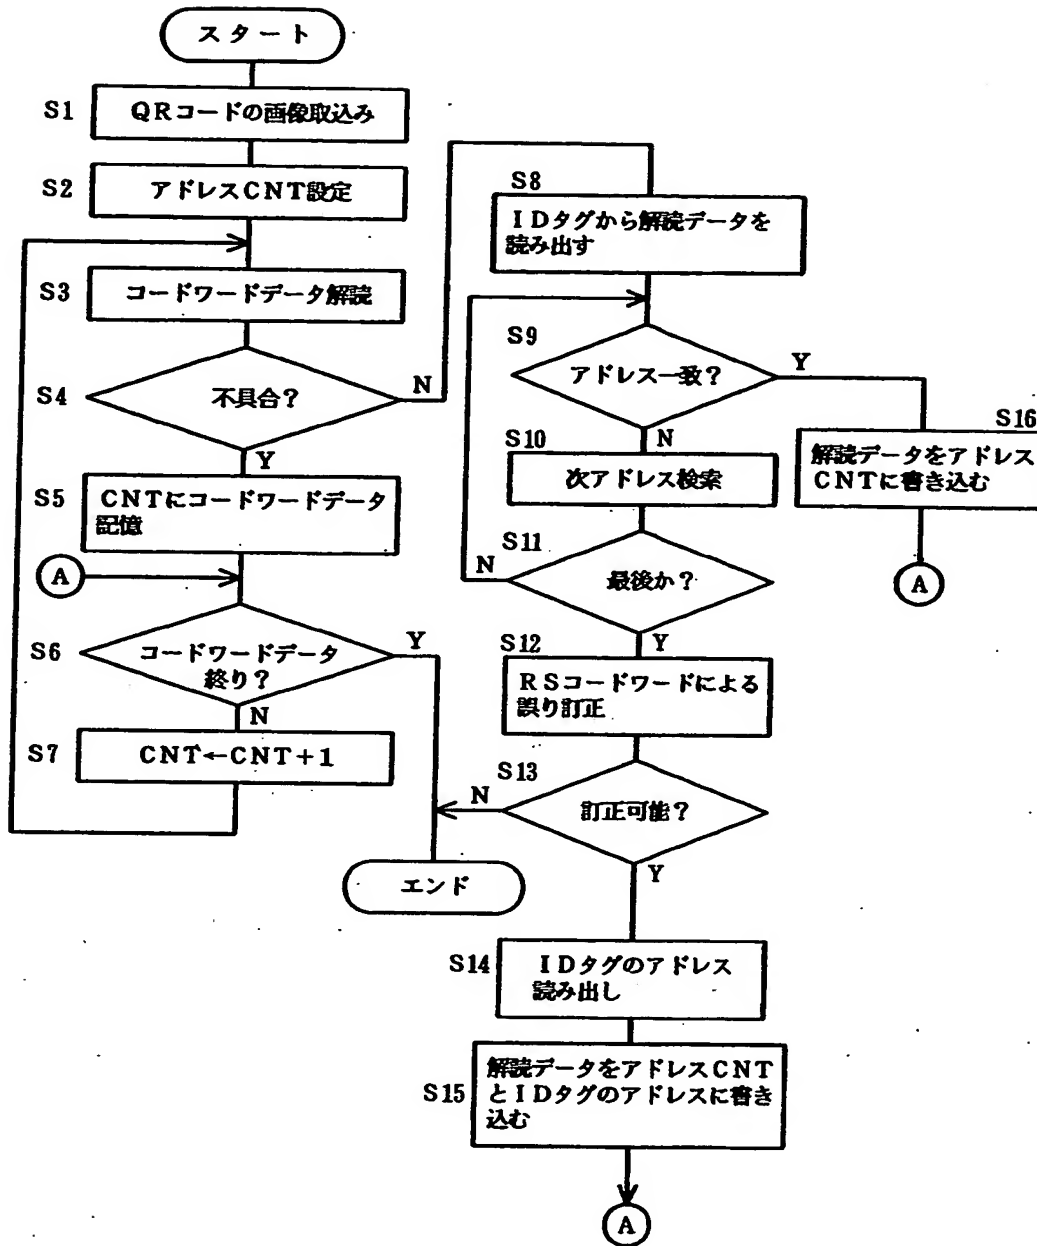 スタート
S1
QRコードの画像取込み
S2
アドレスCNT設定
S3
コードワードデータ解読
S4
不具合?
N
Y
S5
CNTにコードワードデータ
記憶
A
S6
コードワードデータ
終り?
Y
N
S7
CNT←CNT+1
エンド
S8
IDタグから解読データを
読み出す
S9
アドレス一致?
Y
N
S10
次アドレス検索
S11
最後か?
N
Y
S12
RSコードワードによる
誤り訂正
S13
訂正可能?
N
Y
S14
IDタグのアドレス
読み出し
S15
解読データをアドレスCNT
とIDタグのアドレスに書き
込む
A
S16
解読データをアドレス
CNTに書き込む
A